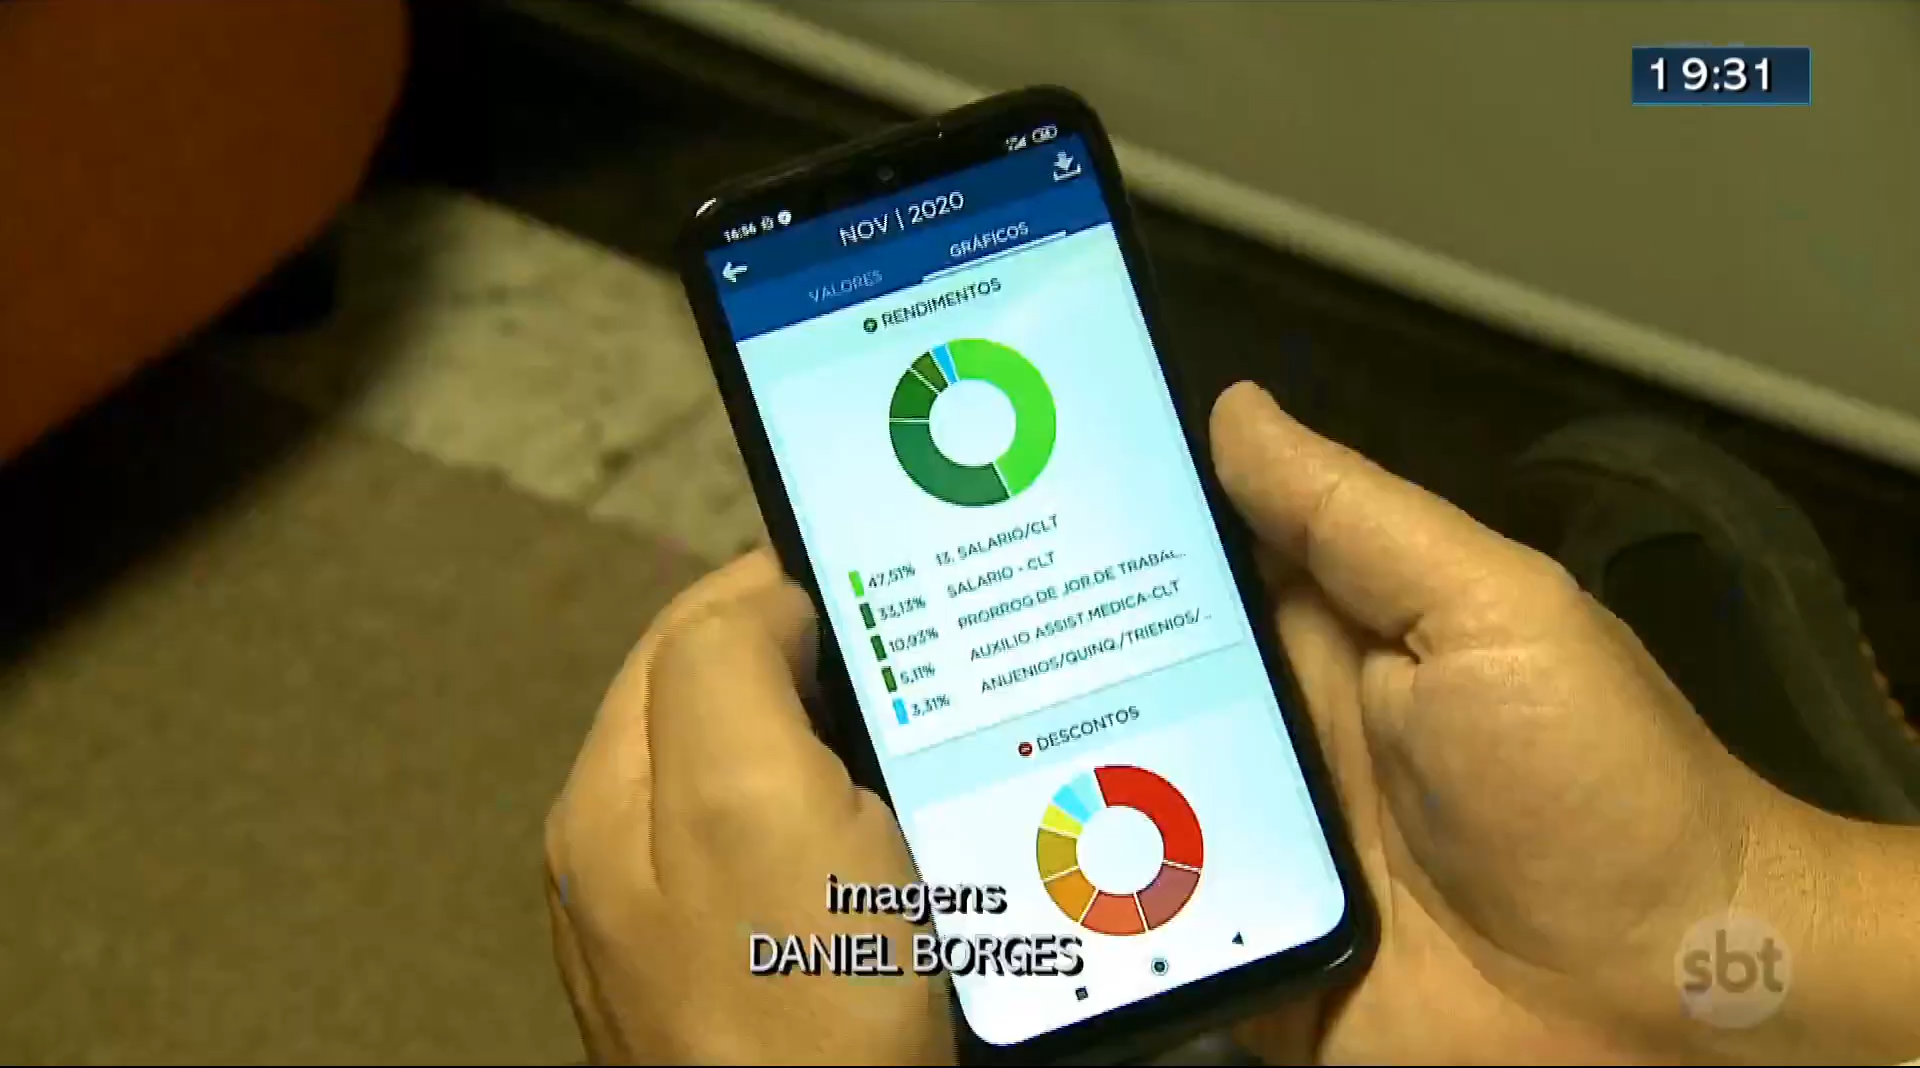 19:31
16:56
NOV | 2020
VALORES
GRÁFICOS
RENDIMENTOS
47,51% 13. SALARIO/CLT
33,13% SALARIO - CLT
10,93% PRORROG DE JOR.DE TRABAL...
5,11% AUXILIO ASSIST.MEDICA-CLT
3,31% ANUENIOS/QUINQ./TRIENIOS/...
DESCONTOS
imagens
DANIEL BORGES
sbt